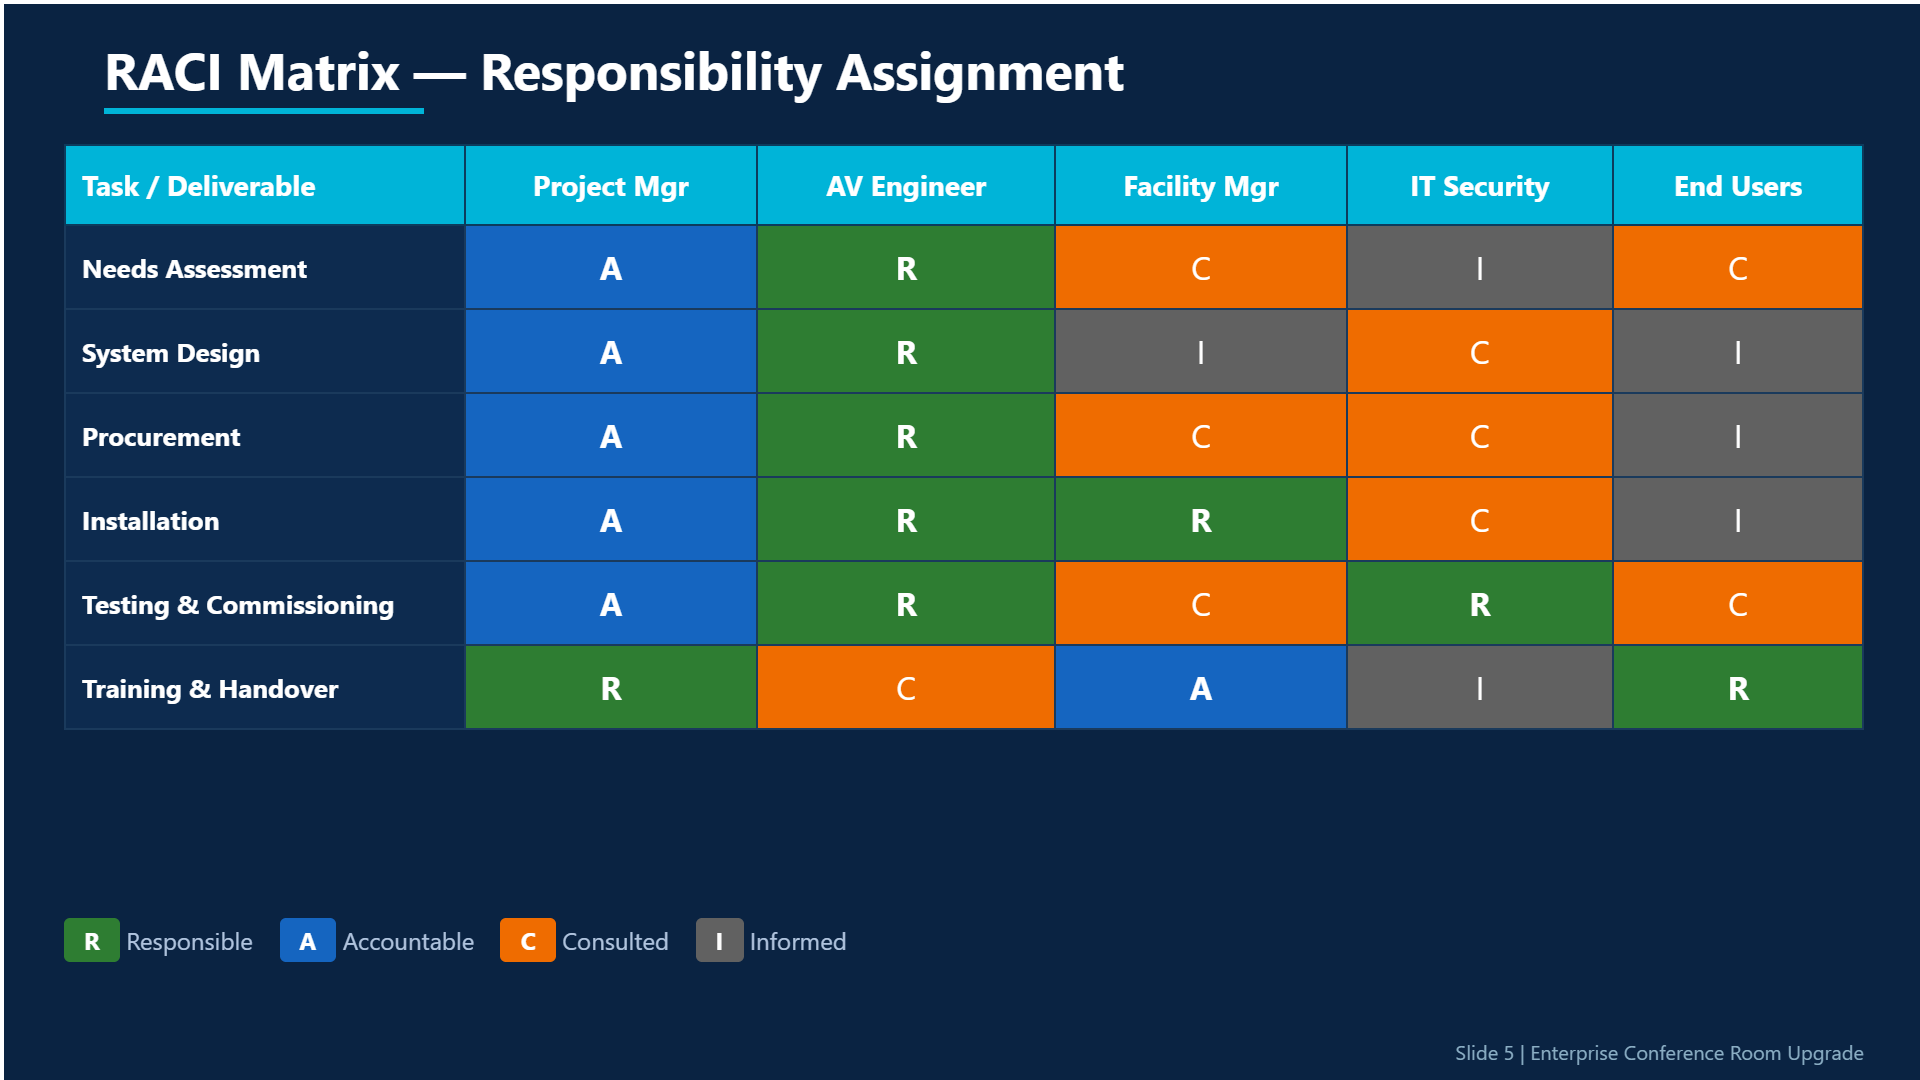 RACI Matrix — Responsibility Assignment
Task / Deliverable Project Mgr AV Engineer Facility Mgr IT Security End Users
Needs Assessment A R C I C
System Design A R I C I
Procurement A R C C I
Installation A R R C I
Testing & Commissioning A R C R C
Training & Handover R C A I R
R Responsible A Accountable C Consulted I Informed
Slide 5 | Enterprise Conference Room Upgrade